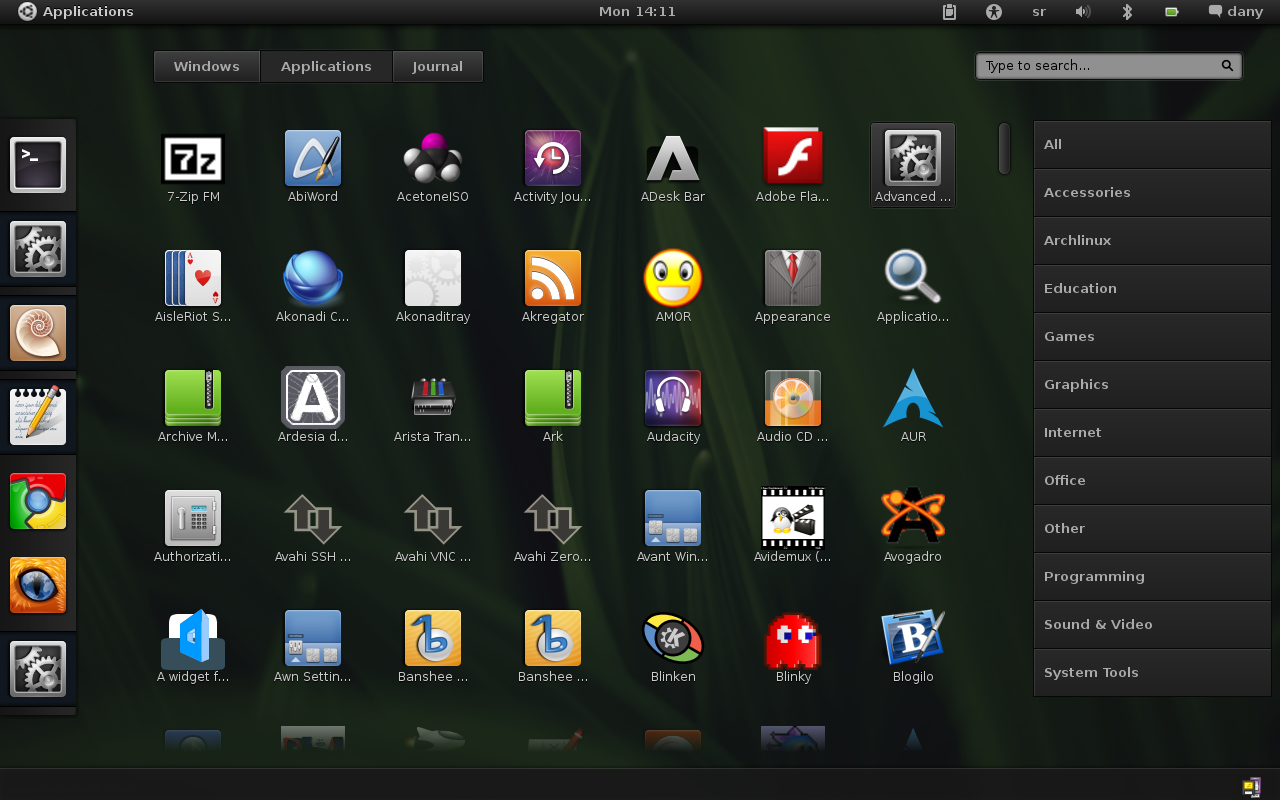 Applications
Mon 14:11
sr
dany
Windows
Applications
Journal
Type to search...
>_
7z
7-Zip FM
AbiWord
AcetoneISO
Activity Jou...
ADesk Bar
Adobe Fla...
Advanced ...
AisleRiot S...
Akonadi C...
Akonaditray
Akregator
AMOR
Appearance
Applicatio...
Archive M...
Ardesia d...
Arista Tran...
Ark
Audacity
Audio CD ...
AUR
Authorizati...
Avahi SSH ...
Avahi VNC ...
Avahi Zero...
Avant Win...
Avidemux (...
Avogadro
A widget f...
Awn Settin...
Banshee ...
Banshee ...
Blinken
Blinky
Blogilo
All
Accessories
Archlinux
Education
Games
Graphics
Internet
Office
Other
Programming
Sound & Video
System Tools